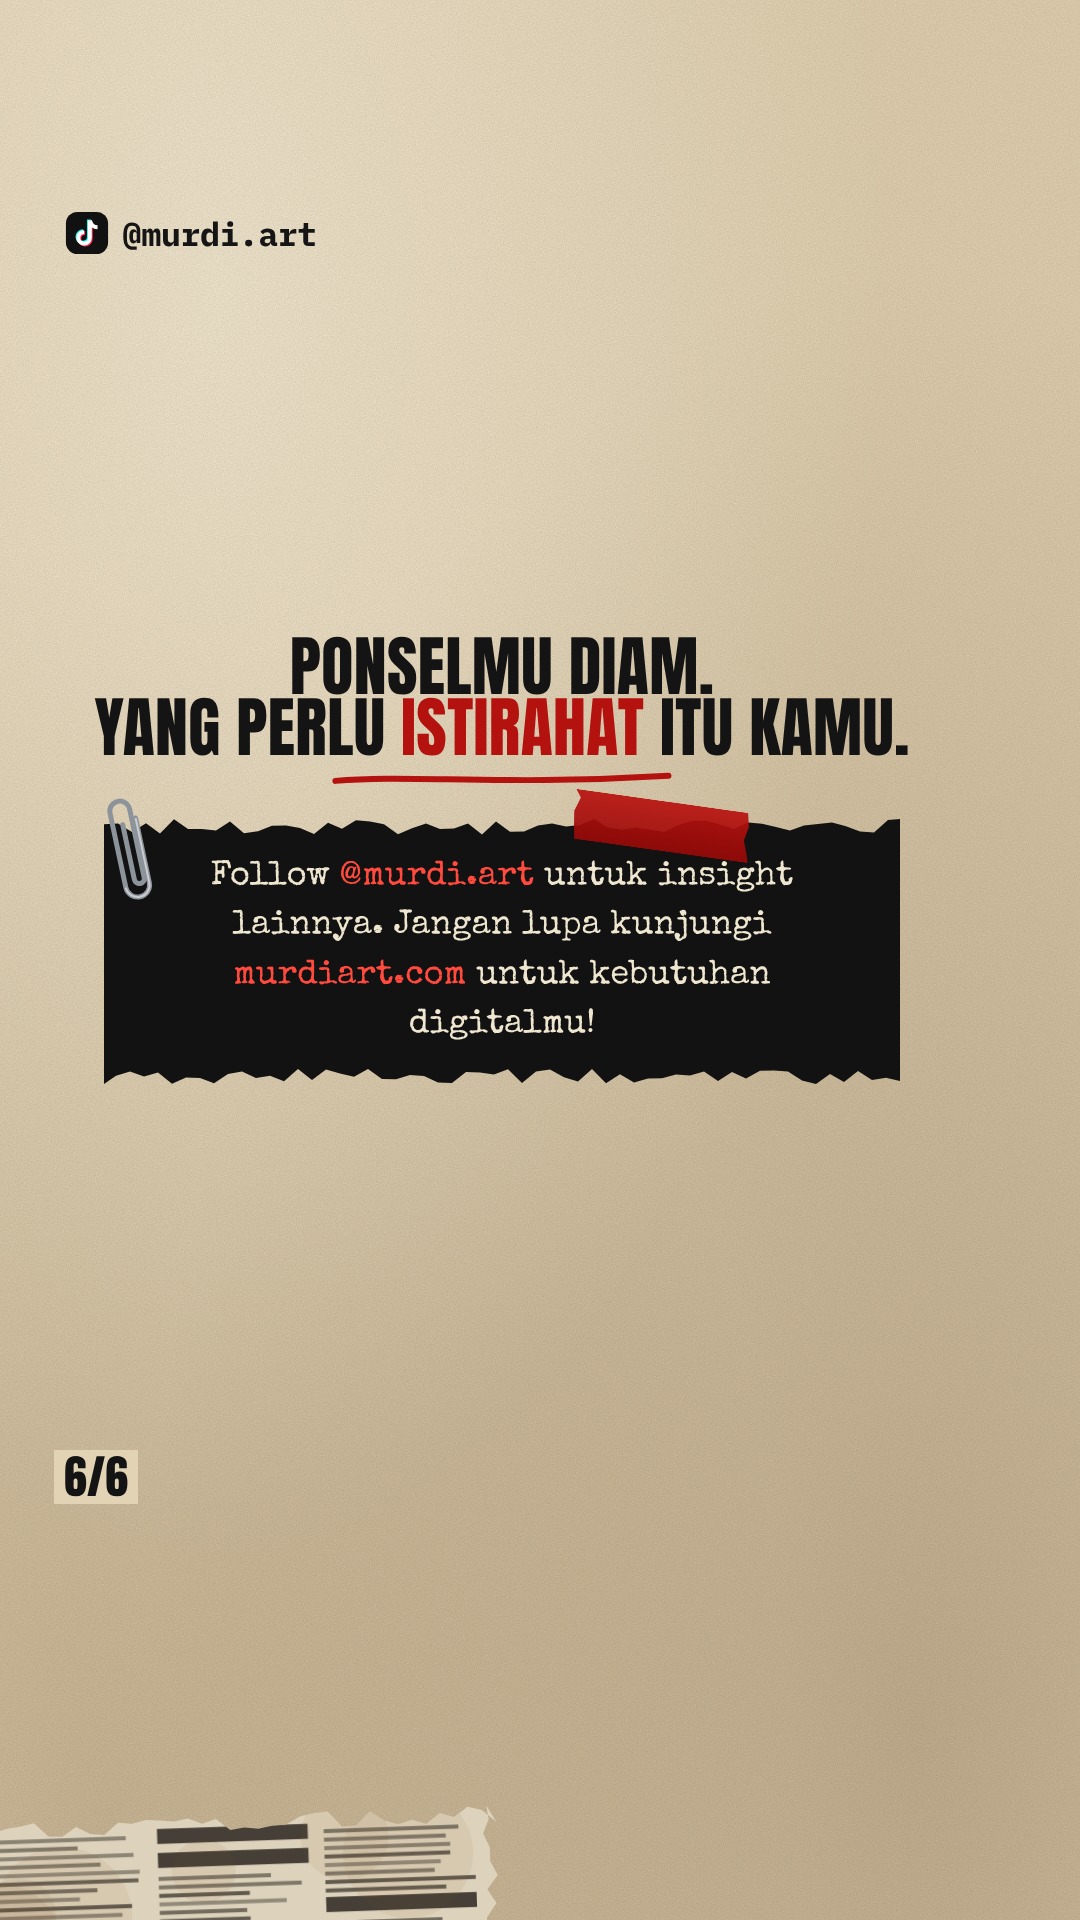 @murdi.art
PONSELMU DIAM.
YANG PERLU ISTIRAHAT ITU KAMU.
Follow @murdi.art untuk insight
lainnya. Jangan lupa kunjungi
murdiart.com untuk kebutuhan
digitalmu!
6/6